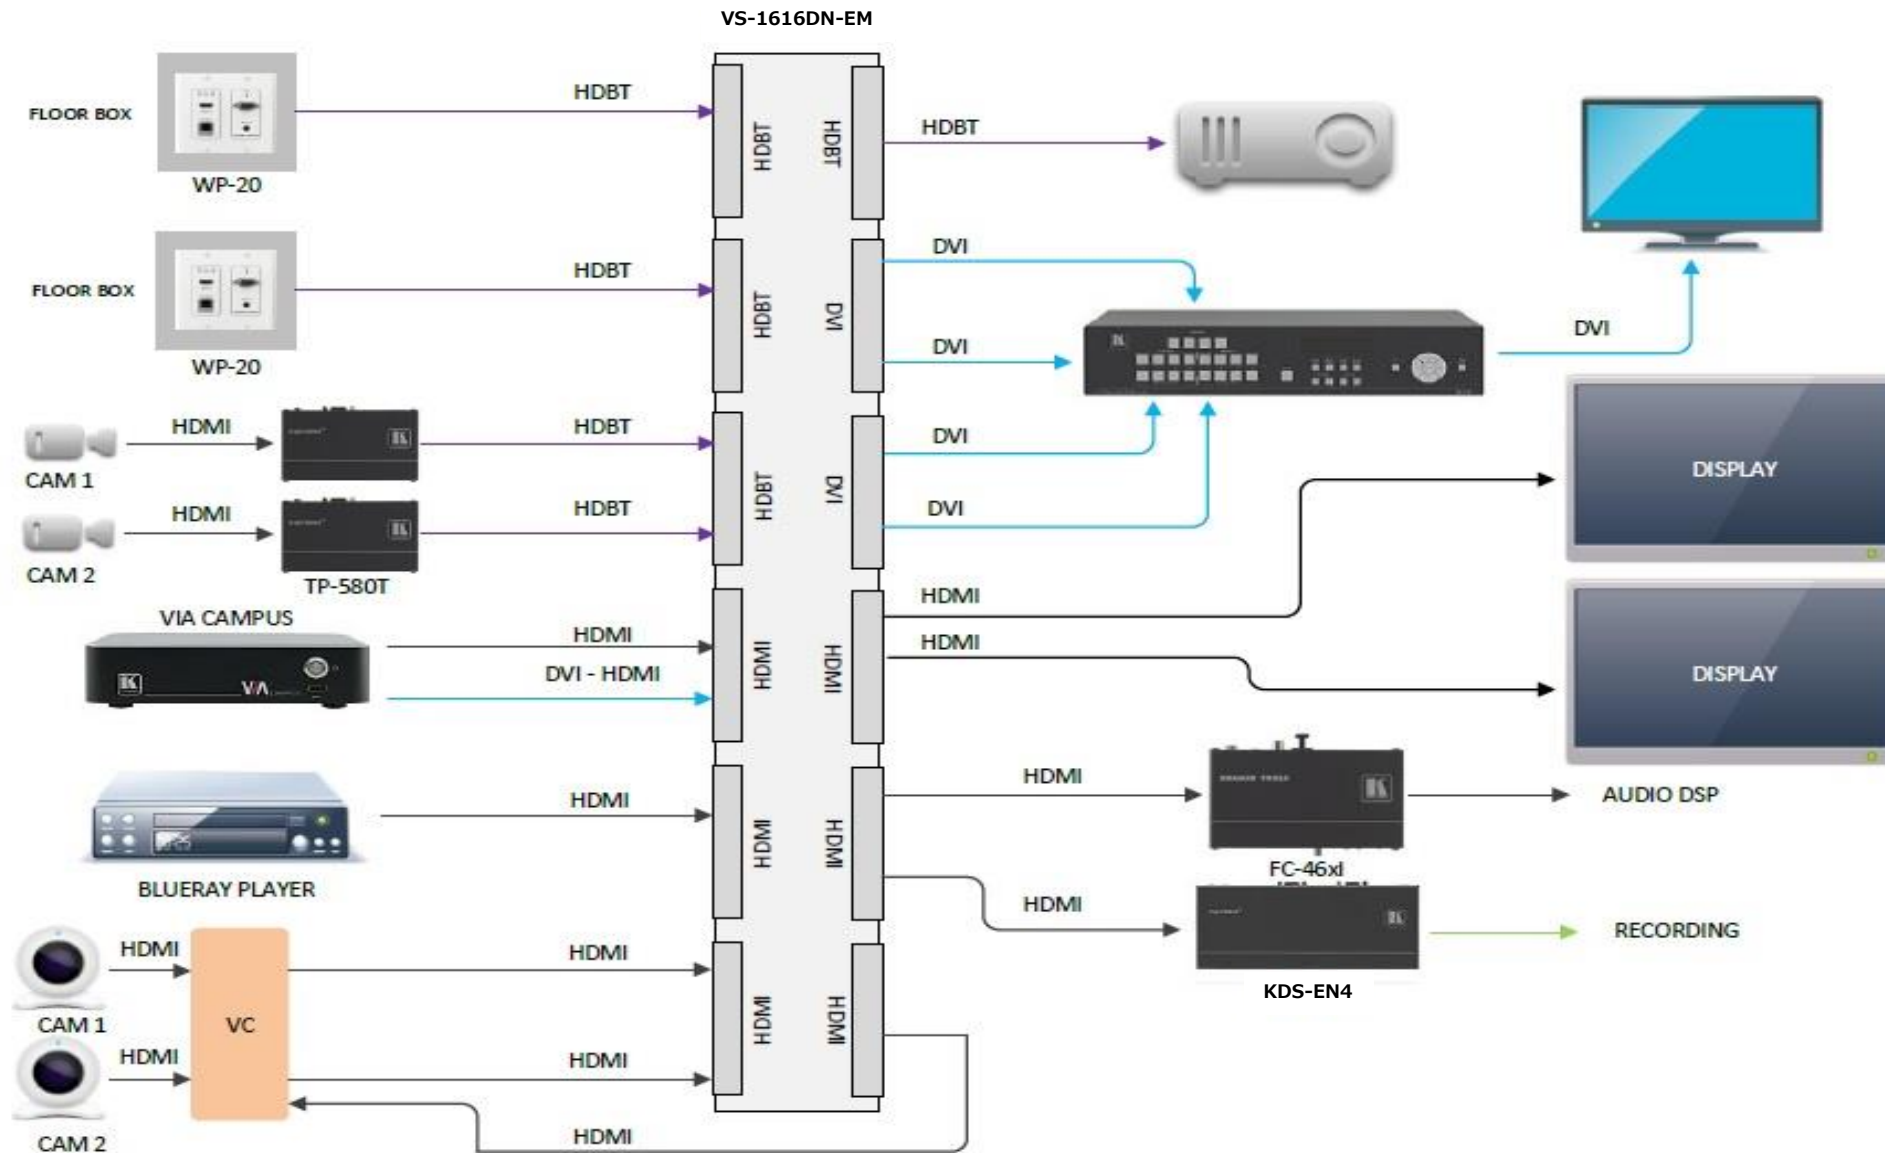 VS-1616DN-EM
FLOOR BOX
WP-20
HDBT
FLOOR BOX
WP-20
HDBT
CAM 1
HDMI
HDBT
CAM 2
HDMI
TP-580T
HDBT
VIA CAMPUS
VIA
HDMI
DVI - HDMI
BLUERAY PLAYER
HDMI
CAM 1
HDMI
CAM 2
HDMI
VC
HDMI
HDMI
HDMI
HDBT
HDBT
HDBT
HDMI
HDMI
HDMI
HDBT
DVI
DVI
HDMI
HDMI
HDMI
HDBT
DVI
DVI
DVI
DVI
DVI
HDMI
DISPLAY
HDMI
DISPLAY
HDMI
FC-46xl
AUDIO DSP
HDMI
KDS-EN4
RECORDING